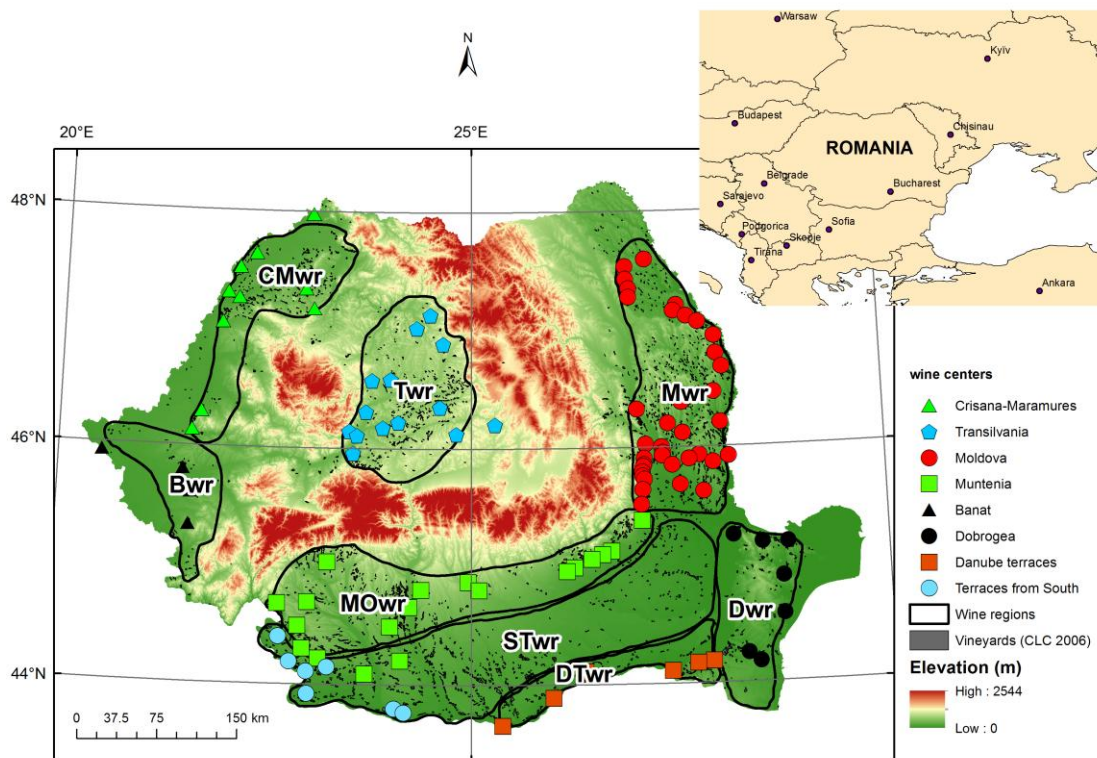 Warsaw
Kyiv
Budapest
Chisinau
ROMANIA
Belgrade
Bucharest
Sarajevo
Sofia
Podgorica
Skopje
Tirana
Ankara
N
20°E
25°E
48°N
46°N
44°N
CMwr
Twr
Mwr
Bwr
MOwr
STwr
Dwr
DTwr
0 37.5 75 150 km
wine centers
Crisana-Maramures
Transilvania
Moldova
Muntenia
Banat
Dobrogea
Danube terraces
Terraces from South
Wine regions
Vineyards (CLC 2006)
Elevation (m)
High : 2544
Low : 0